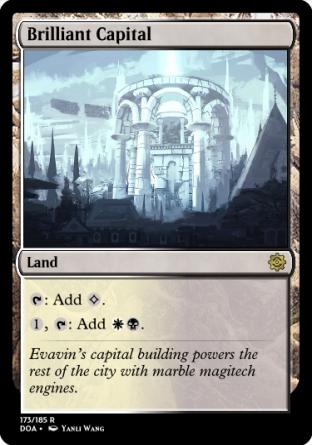 Brilliant Capital
Land
: Add .
1, : Add .
Evavin's capital building powers the
rest of the city with marble magitech
engines.
173/185 R
DOA • Yanli Wang